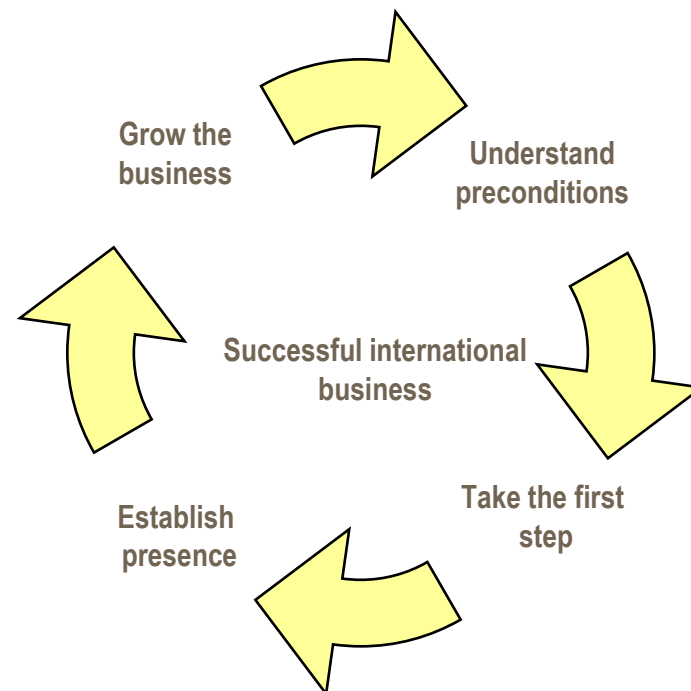 Grow the
business
Understand
preconditions
Successful international
business
Take the first
step
Establish
presence